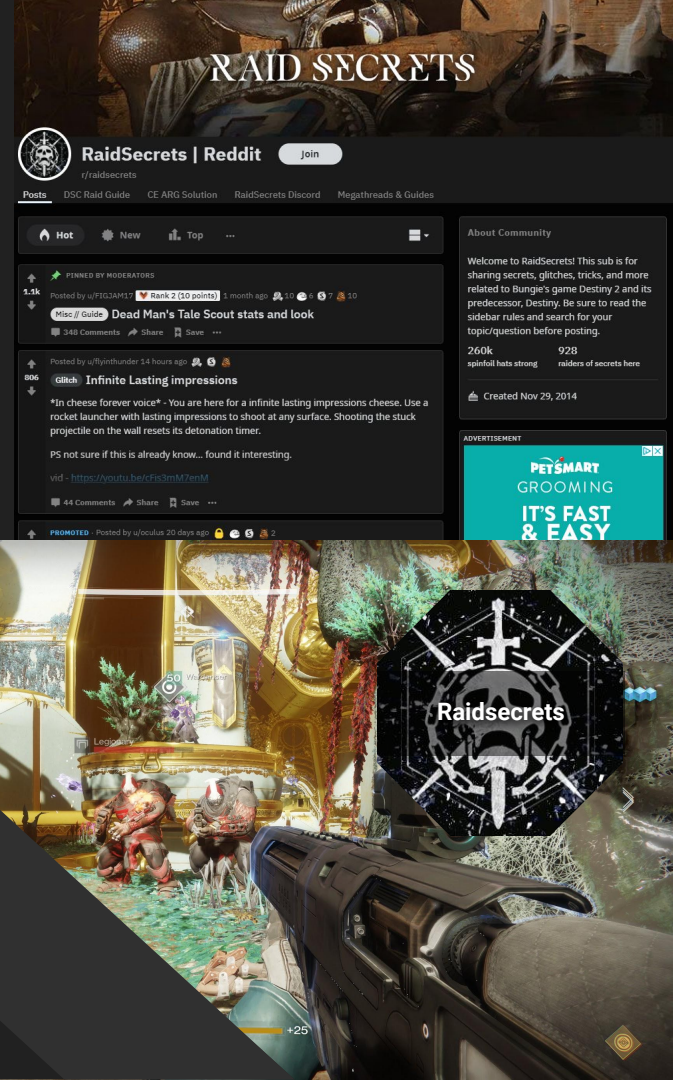 RAID SECRETS
RaidSecrets | Reddit
Join
r/raidsecrets
Posts DSC Raid Guide CE ARG Solution RaidSecrets Discord Megathreads & Guides
Hot New Top ···
PINNED BY MODERATORS
1.1k
Posted by u/FIGJAM17 Rank 2 (10 points) 1 month ago 10 6 7 10
Misc // Guide Dead Man's Tale Scout stats and look
348 Comments Share Save ···
Posted by u/flyinthunder 14 hours ago
806
Glitch Infinite Lasting impressions
*In cheese forever voice* - You are here for a infinite lasting impressions cheese. Use a
rocket launcher with lasting impressions to shoot at any surface. Shooting the stuck
projectile on the wall resets its detonation timer.
PS not sure if this is already know... found it interesting.
vid - https://youtu.be/cFis3mM7enM
44 Comments Share Save ···
PROMOTED · Posted by u/oculus 20 days ago 2
About Community
Welcome to RaidSecrets! This sub is for
sharing secrets, glitches, tricks, and more
related to Bungie's game Destiny 2 and its
predecessor, Destiny. Be sure to read the
sidebar rules and search for your
topic/question before posting.
260k 928
spinfoil hats strong raiders of secrets here
Created Nov 29, 2014
ADVERTISEMENT
PETSMART
GROOMING
IT'S FAST
& EASY
50
Legionary
Raidsecrets
+25